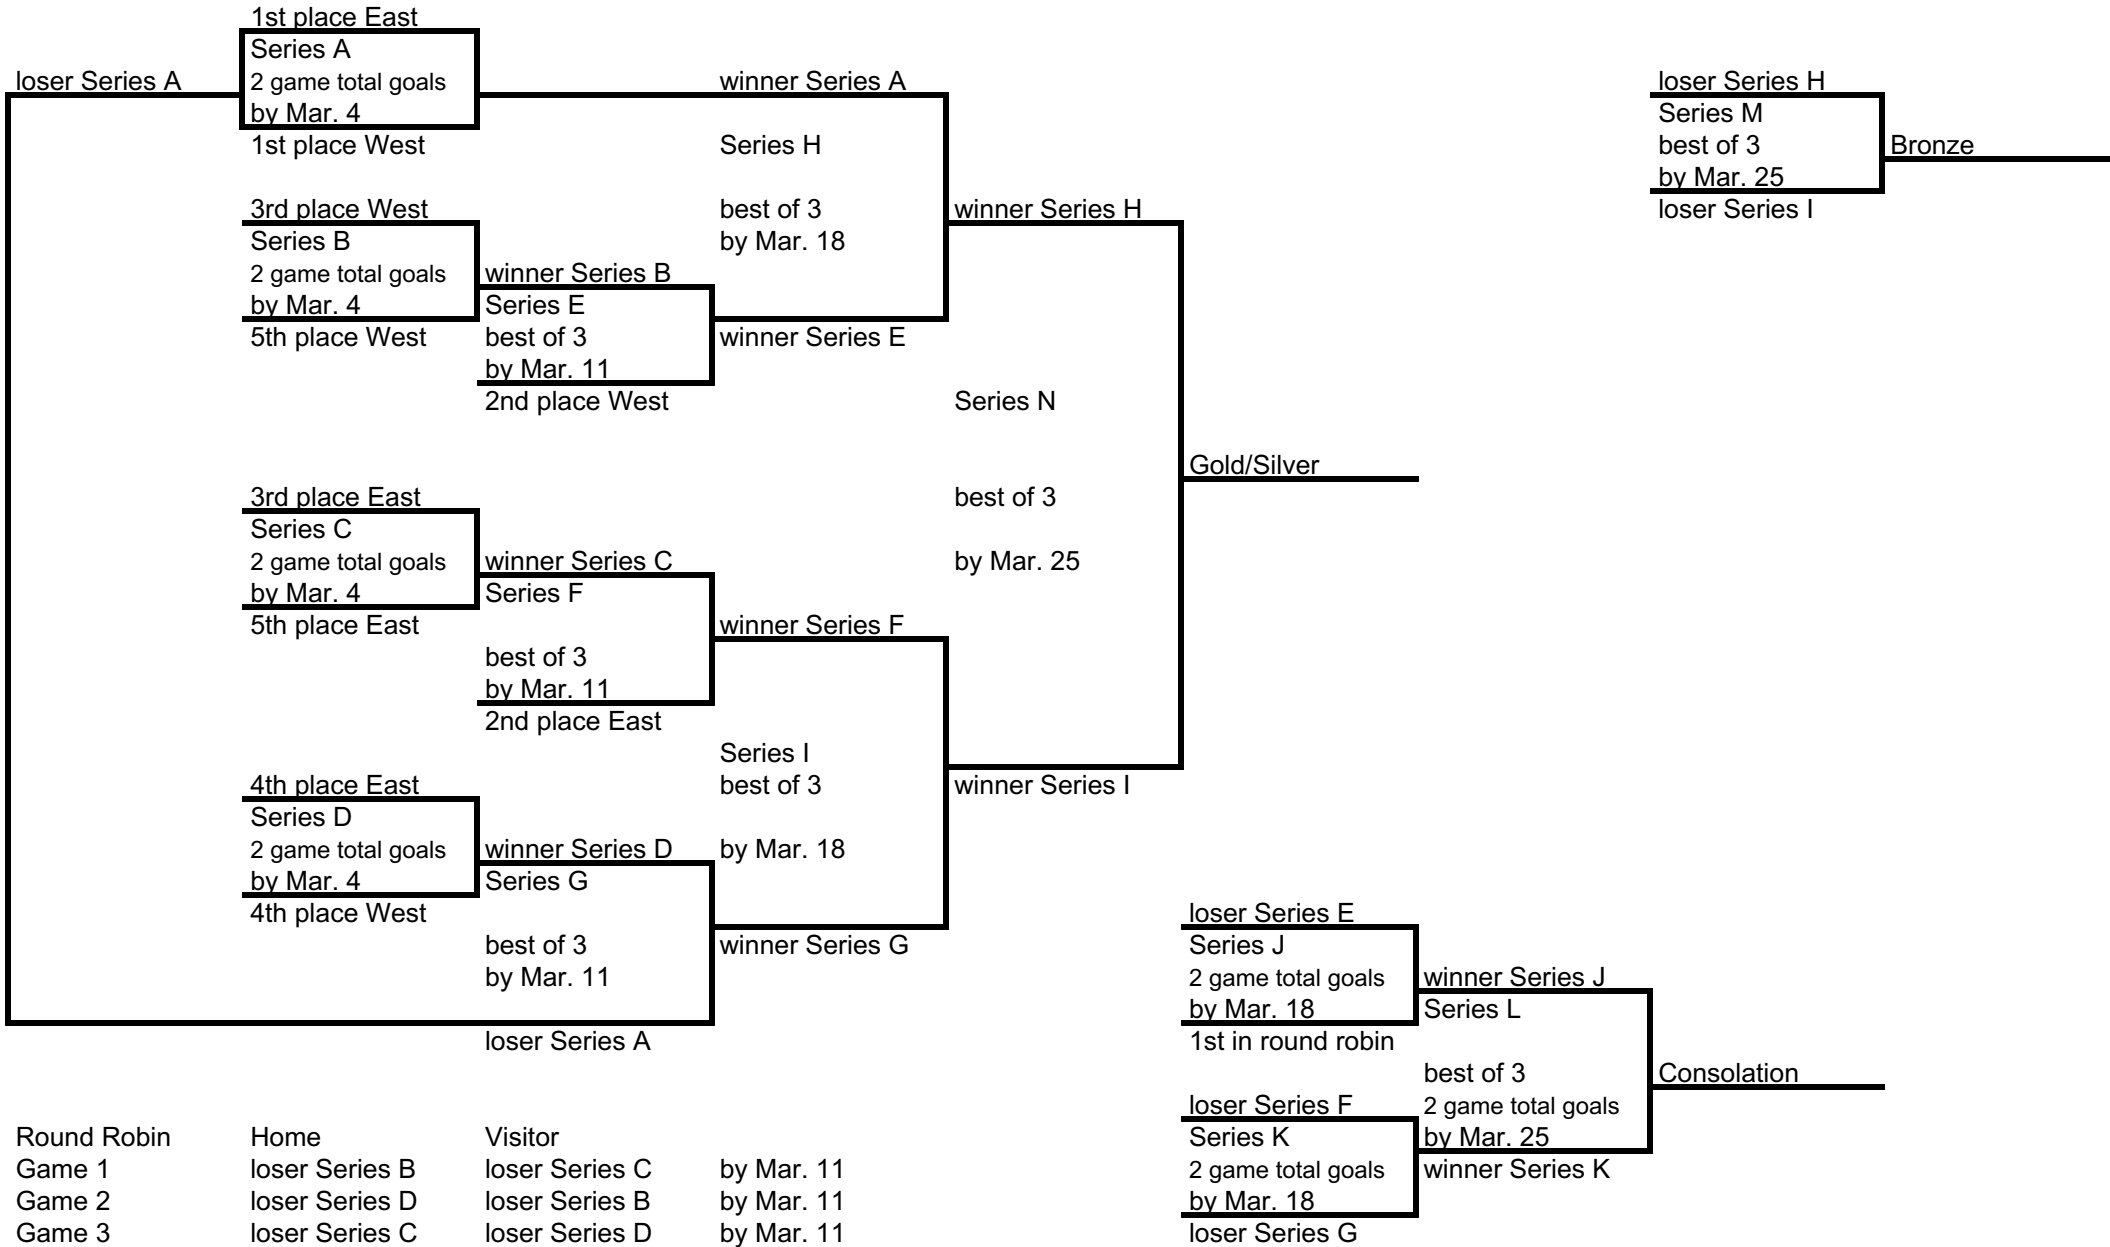 1st place East
Series A
loser Series A 2 game total goals winner Series A loser Series H
by Mar. 4 Series M
1st place West Series H best of 3 Bronze
by Mar. 25
3rd place West best of 3 winner Series H loser Series I
Series B by Mar. 18
2 game total goals winner Series B
by Mar. 4 Series E
5th place West best of 3 winner Series E
by Mar. 11
2nd place West Series N
Gold/Silver
3rd place East best of 3
Series C
2 game total goals winner Series C by Mar. 25
by Mar. 4 Series F
5th place East winner Series F
best of 3
by Mar. 11
2nd place East
Series I
4th place East best of 3 winner Series I
Series D
2 game total goals winner Series D by Mar. 18
by Mar. 4 Series G
4th place West loser Series E
best of 3 winner Series G Series J
by Mar. 11 2 game total goals winner Series J
by Mar. 18 Series L
loser Series A 1st in round robin
best of 3 Consolation
loser Series F 2 game total goals
Round Robin Home Visitor Series K by Mar. 25
Game 1 loser Series B loser Series C by Mar. 11 2 game total goals winner Series K
Game 2 loser Series D loser Series B by Mar. 11 by Mar. 18
Game 3 loser Series C loser Series D by Mar. 11 loser Series G